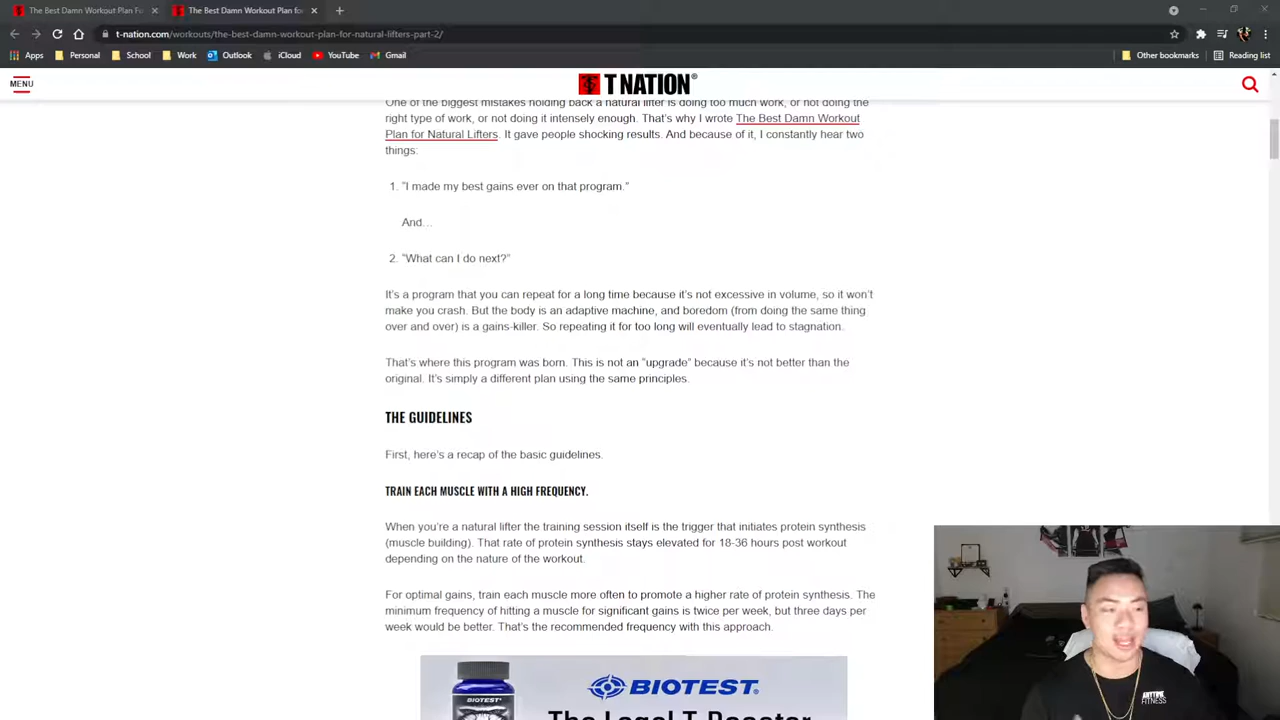 The Best Damn Workout Plan Fo
The Best Damn Workout Plan for
t-nation.com/workouts/the-best-damn-workout-plan-for-natural-lifters-part-2/
Apps Personal School Work Outlook iCloud YouTube Gmail Other bookmarks Reading list
MENU
T NATION®
One of the biggest mistakes holding back a natural lifter is doing too much work, or not doing the
right type of work, or not doing it intensely enough. That's why I wrote The Best Damn Workout
Plan for Natural Lifters. It gave people shocking results. And because of it, I constantly hear two
things:
1. “I made my best gains ever on that program.”
And…
2. “What can I do next?”
It's a program that you can repeat for a long time because it's not excessive in volume, so it won't
make you crash. But the body is an adaptive machine, and boredom (from doing the same thing
over and over) is a gains-killer. So repeating it for too long will eventually lead to stagnation.
That's where this program was born. This is not an “upgrade” because it's not better than the
original. It's simply a different plan using the same principles.
THE GUIDELINES
First, here's a recap of the basic guidelines.
TRAIN EACH MUSCLE WITH A HIGH FREQUENCY.
When you're a natural lifter the training session itself is the trigger that initiates protein synthesis
(muscle building). That rate of protein synthesis stays elevated for 18-36 hours post workout
depending on the nature of the workout.
For optimal gains, train each muscle more often to promote a higher rate of protein synthesis. The
minimum frequency of hitting a muscle for significant gains is twice per week, but three days per
week would be better. That's the recommended frequency with this approach.
BIOTEST
BIOTEST
The Legal T Booster
ANYTIME
FITNESS